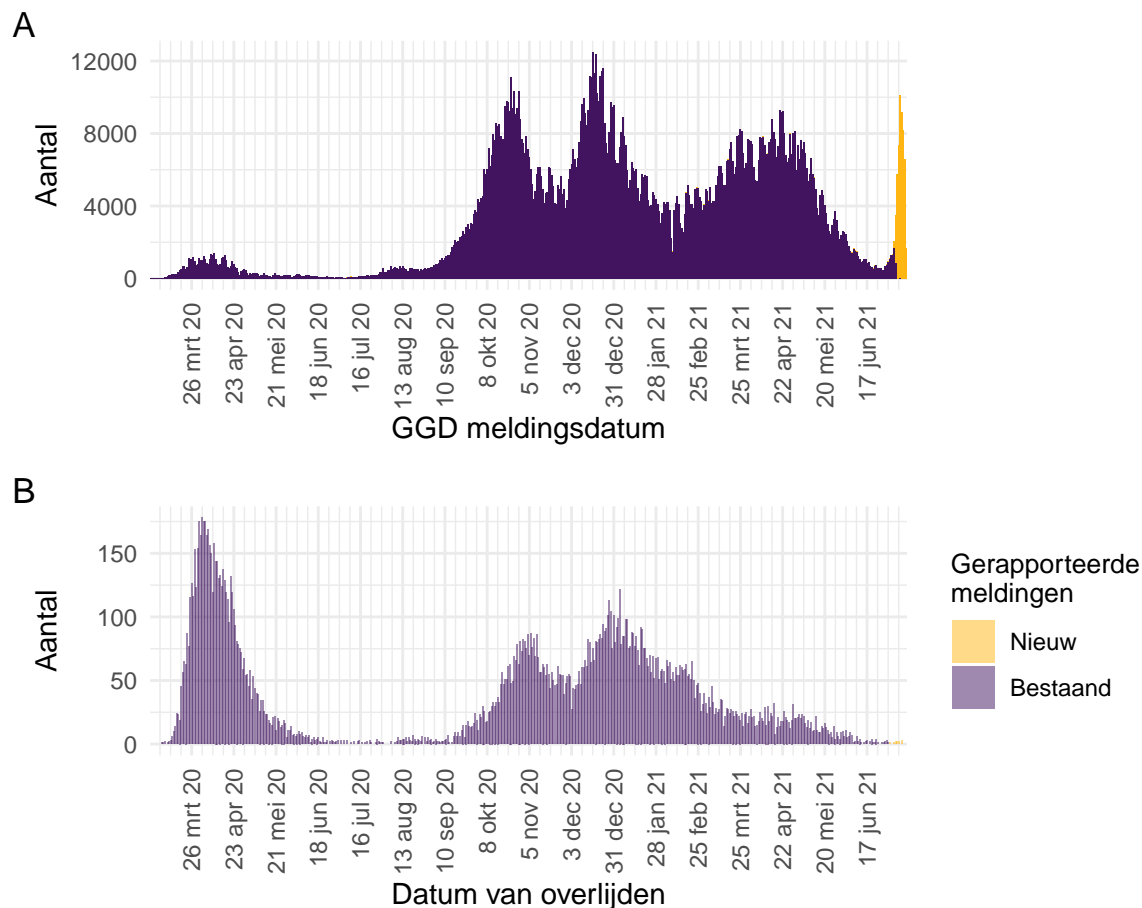 A
12000
8000
4000
0
Aantal
26 mrt 20
23 apr 20
21 mei 20
18 jun 20
16 jul 20
13 aug 20
10 sep 20
8 okt 20
5 nov 20
3 dec 20
31 dec 20
28 jan 21
25 feb 21
25 mrt 21
22 apr 21
20 mei 21
17 jun 21
GGD meldingsdatum
B
150
100
50
0
Aantal
26 mrt 20
23 apr 20
21 mei 20
18 jun 20
16 jul 20
13 aug 20
10 sep 20
8 okt 20
5 nov 20
3 dec 20
31 dec 20
28 jan 21
25 feb 21
25 mrt 21
22 apr 21
20 mei 21
17 jun 21
Datum van overlijden
Gerapporteerde
meldingen
Nieuw
Bestaand